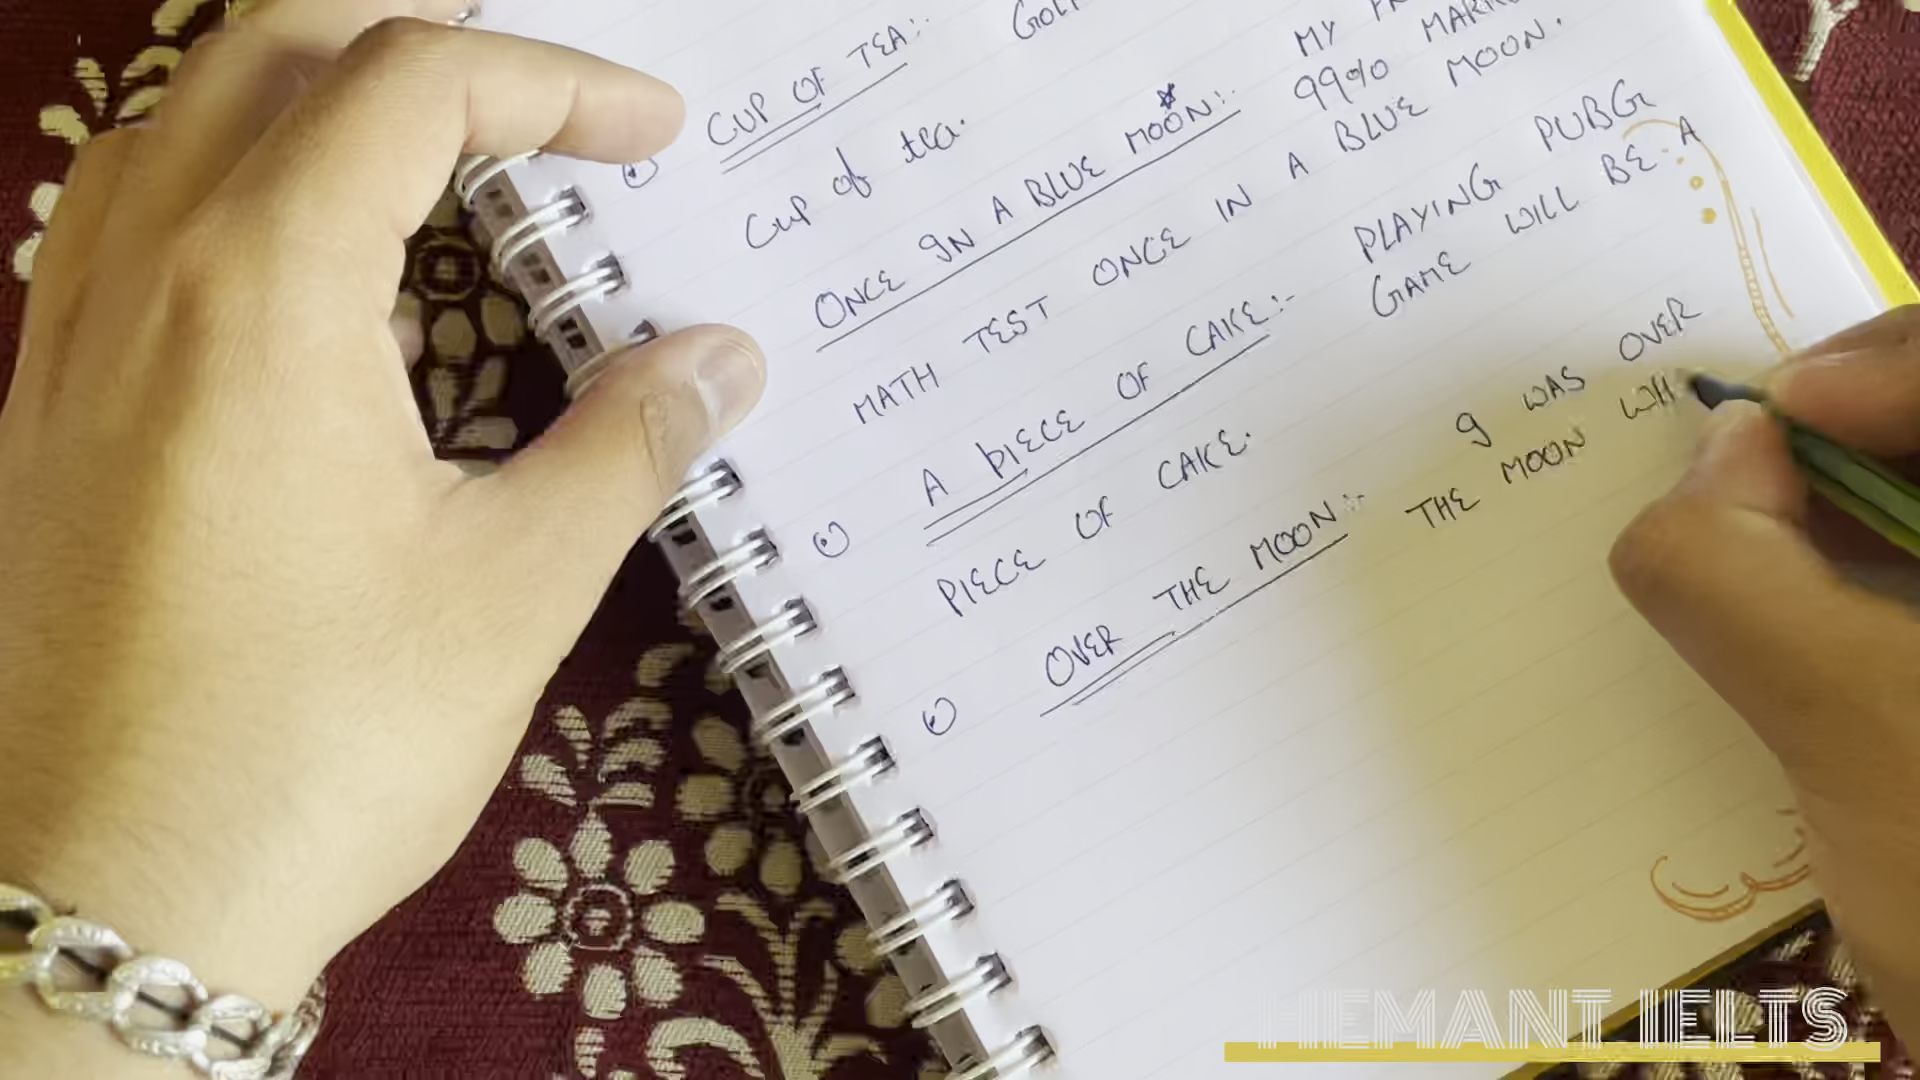 CUP OF TEA:- GOL
Cup of tea.
ONCE IN A BLUE MOON:- MY
99% MARK
MATH TEST ONCE IN A BLUE MOON.
A PIECE OF CAKE:- PLAYING PUBG
GAME WILL BE A
PIECE OF CAKE.
OVER THE MOON:- I WAS OVER
THE MOON WH
HEMANT IELTS